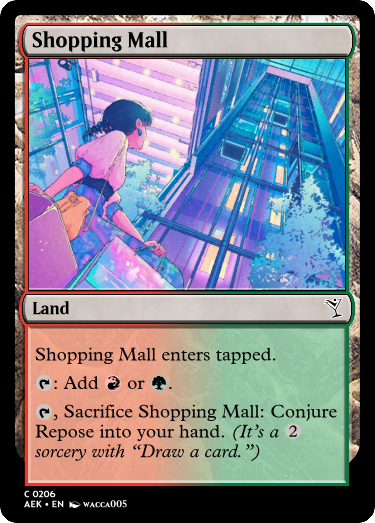 Shopping Mall
Land
Shopping Mall enters tapped.
: Add or .
, Sacrifice Shopping Mall: Conjure
Repose into your hand. (It's a 2
sorcery with “Draw a card.”)
C 0206
AEK • EN wacca005